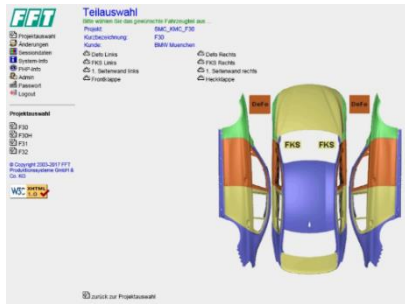 FFT
Projektauswahl
Änderungen
Sessiondaten
System-Info
PHP-Info
Admin
Passwort
Logout
Projektauswahl
F30
F30H
F31
F32
© Copyright 2003-2017 FFT
Produktionssysteme GmbH &
Co. KG
W3C XHTML 1.0
Teilauswahl
Bitte wählen Sie das gewünschte Fahrzeugteil aus...
Projekt: SMC_KMC_F30
Kurzbezeichnung: F30
Kunde: BMW Muenchen
Defo Links
Defo Rechts
FKS Links
FKS Rechts
1. Seitenwand links
1. Seitenwand rechts
Frontklappe
Heckklappe
DeFo
DeFo
FKS
FKS
zurück zur Projektauswahl